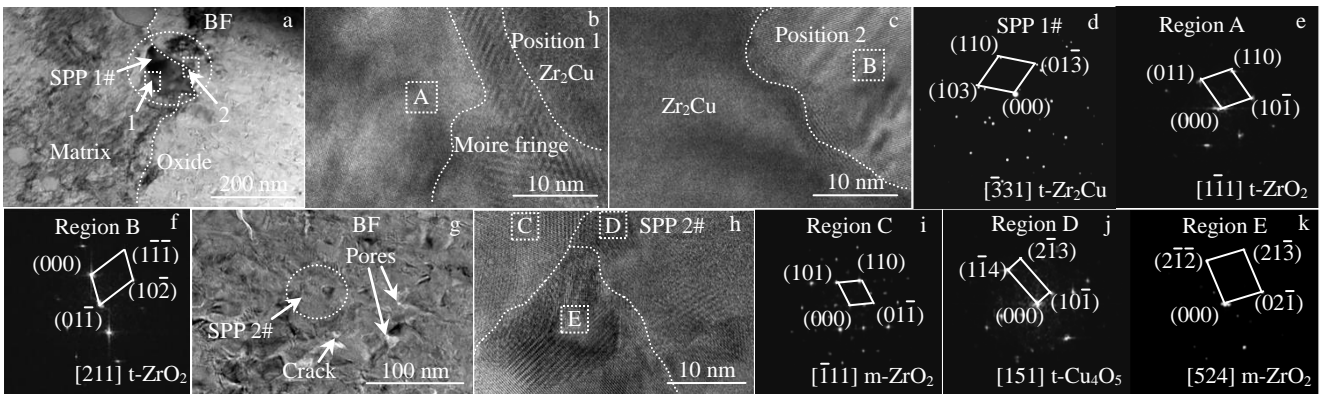 a
BF
SPP 1#
1
2
Matrix
Oxide
200 nm
b
Position 1
Zr₂Cu
A
Moire fringe
10 nm
c
Position 2
B
Zr₂Cu
10 nm
SPP 1# d
(110)
(013̅)
(103)
(000)
[3̅31] t-Zr₂Cu
Region A e
(011)
(110)
(000)
(101̅)
[11̅1] t-ZrO₂
Region B f
(000)
(11̅1̅)
(102̅)
(011̅)
[211] t-ZrO₂
BF g
Pores
SPP 2#
Crack
100 nm
C
D
SPP 2# h
E
10 nm
Region C i
(101)
(110)
(000)
(011̅)
[1̅11] m-ZrO₂
Region D j
(21̅3)
(11̅4)
(101̅)
(000)
[151] t-Cu₄O₅
Region E k
(21̅2̅)
(213̅)
(000)
(021̅)
[524] m-ZrO₂